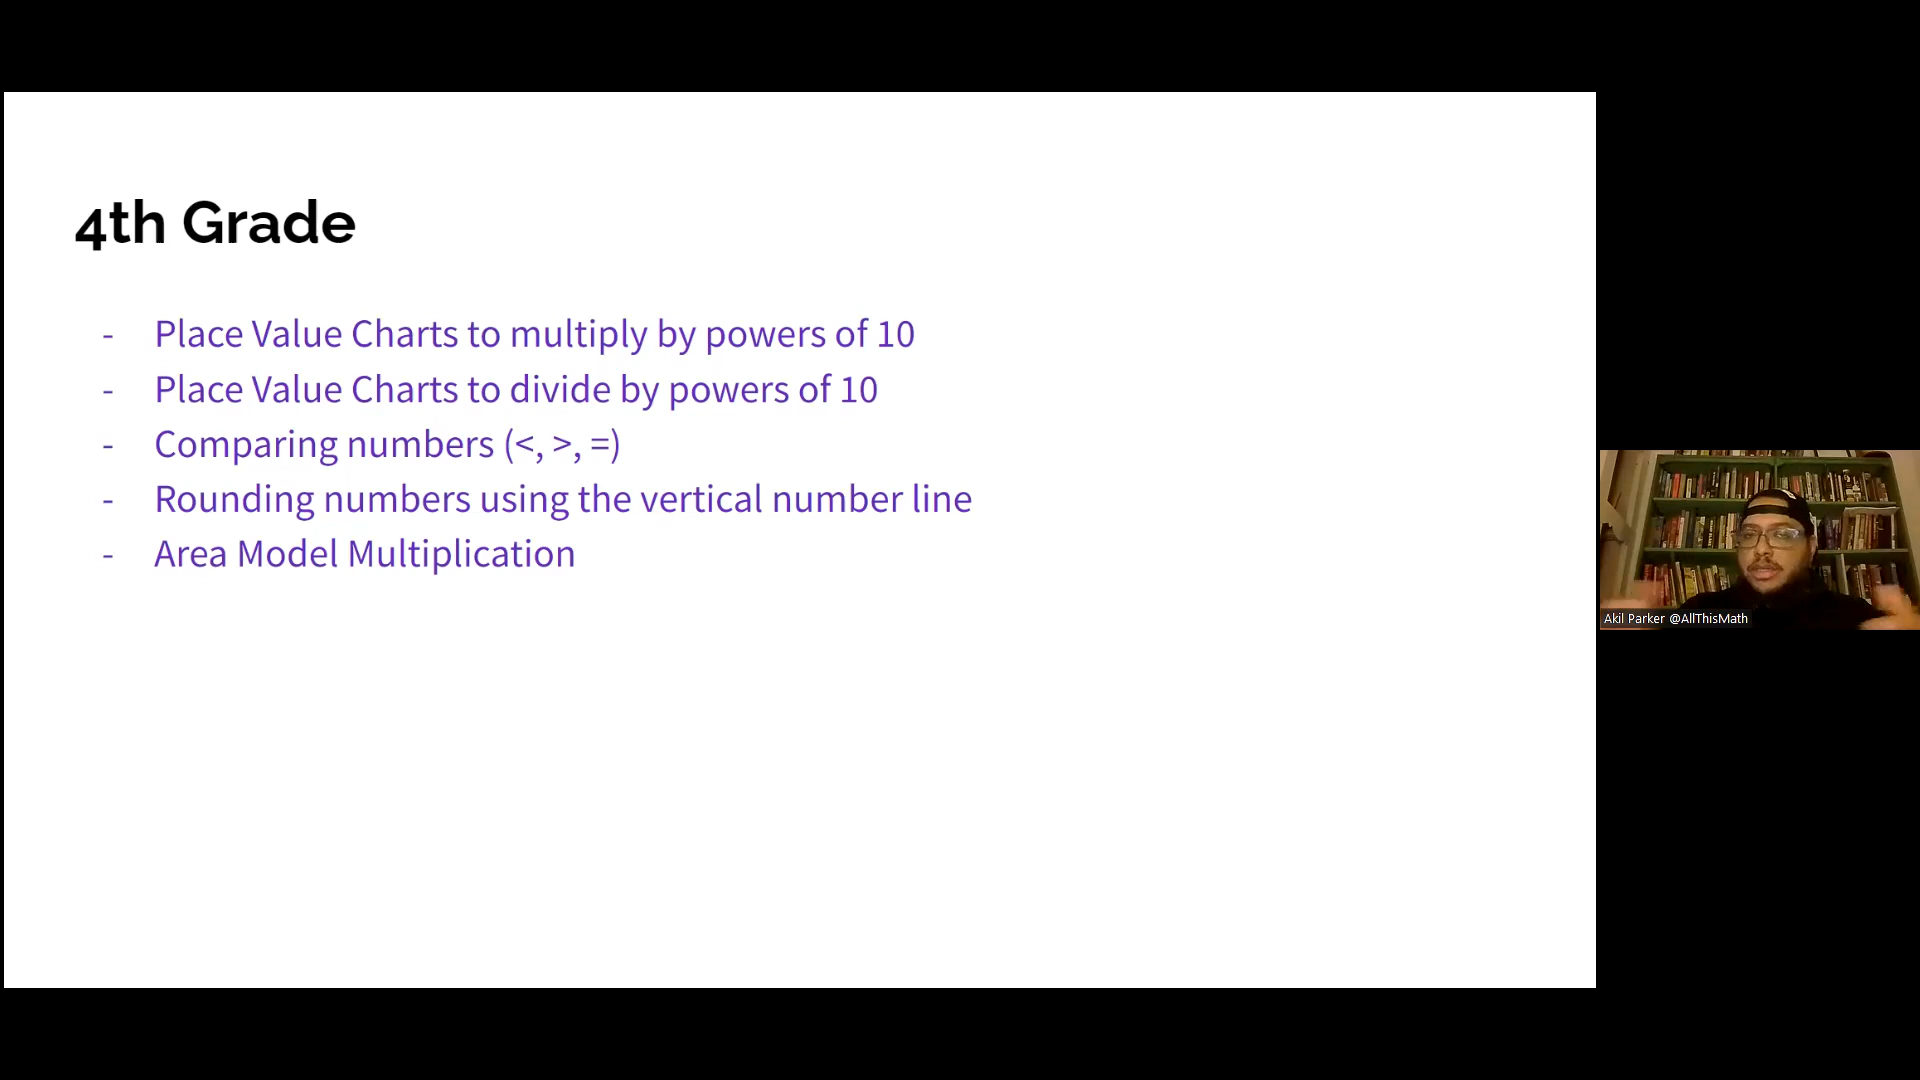 4th Grade
- Place Value Charts to multiply by powers of 10
- Place Value Charts to divide by powers of 10
- Comparing numbers (<, >, =)
- Rounding numbers using the vertical number line
- Area Model Multiplication
Akil Parker @AllThisMath